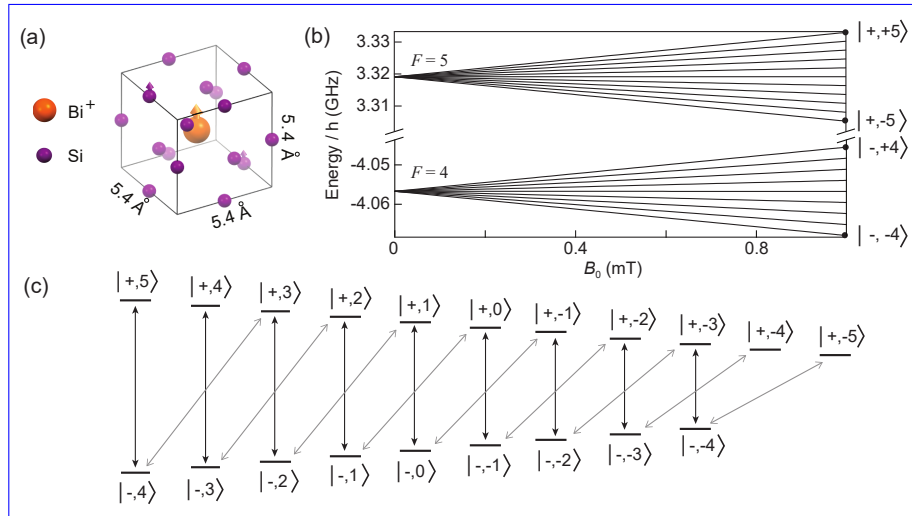 (a)
Bi+
Si
5.4 Å
5.4 Å
5.4 Å
(b)
Energy / h (GHz)
3.33
3.32
3.31
-4.05
-4.06
F = 5
F = 4
0
0.4
0.8
B0 (mT)
|+,+5⟩
|+,-5⟩
|-,+4⟩
|-, -4⟩
(c)
|+,5⟩ |+,4⟩ |+,3⟩ |+,2⟩ |+,1⟩ |+,0⟩ |+,-1⟩ |+,-2⟩ |+,-3⟩ |+,-4⟩ |+,-5⟩
|-,4⟩ |-,3⟩ |-,2⟩ |-,1⟩ |-,0⟩ |-,-1⟩ |-,-2⟩ |-,-3⟩ |-,-4⟩